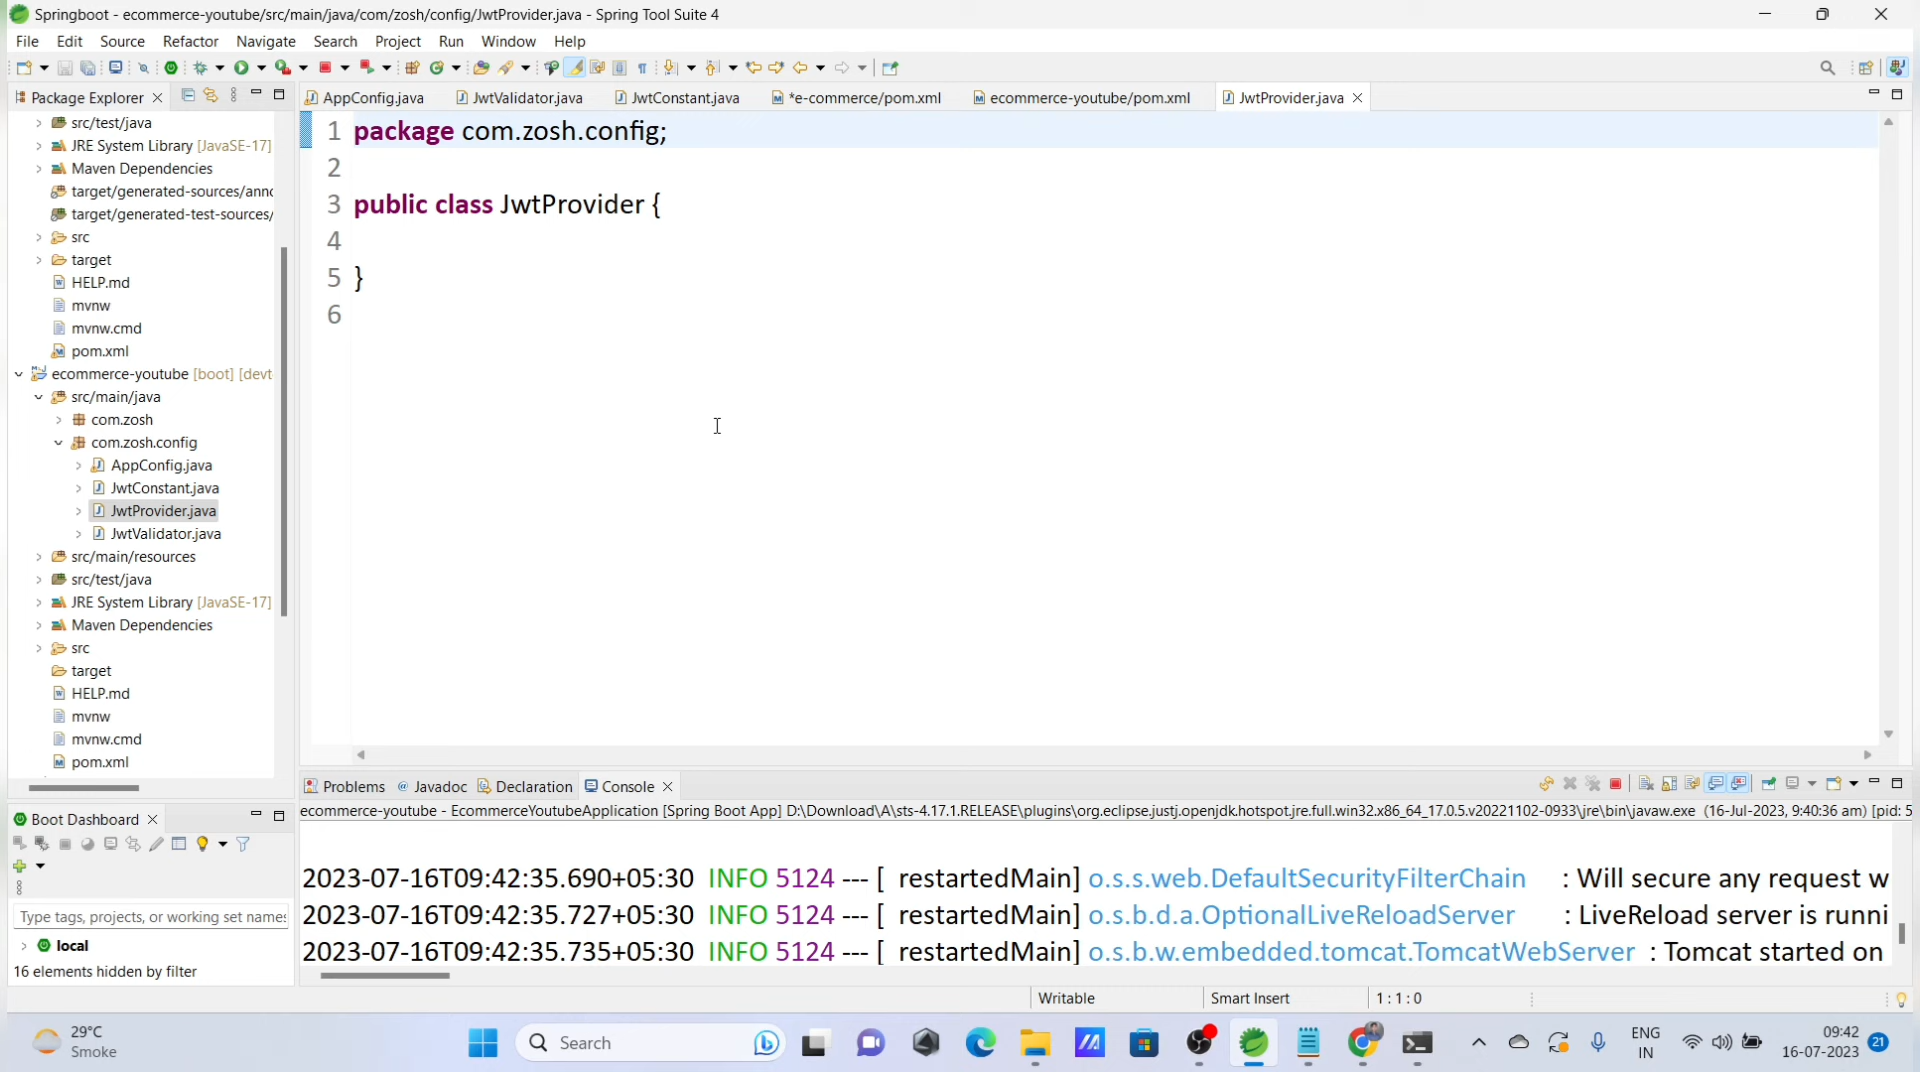 Springboot - ecommerce-youtube/src/main/java/com/zosh/config/JwtProvider.java - Spring Tool Suite 4
File Edit Source Refactor Navigate Search Project Run Window Help
Package Explorer
src/test/java
JRE System Library [JavaSE-17]
Maven Dependencies
target/generated-sources/anno
target/generated-test-sources/
src
target
HELP.md
mvnw
mvnw.cmd
pom.xml
ecommerce-youtube [boot] [devt
src/main/java
com.zosh
com.zosh.config
AppConfig.java
JwtConstant.java
JwtProvider.java
JwtValidator.java
src/main/resources
src/test/java
JRE System Library [JavaSE-17]
Maven Dependencies
src
target
HELP.md
mvnw
mvnw.cmd
pom.xml
AppConfig.java JwtValidator.java JwtConstant.java *e-commerce/pom.xml ecommerce-youtube/pom.xml JwtProvider.java
1 package com.zosh.config;
2
3 public class JwtProvider {
4
5 }
6
Boot Dashboard
Type tags, projects, or working set names
local
16 elements hidden by filter
Problems Javadoc Declaration Console
ecommerce-youtube - EcommerceYoutubeApplication [Spring Boot App] D:\Download\A\sts-4.17.1.RELEASE\plugins\org.eclipse.justj.openjdk.hotspot.jre.full.win32.x86_64_17.0.5.v20221102-0933\jre\bin\javaw.exe (16-Jul-2023, 9:40:36 am) [pid: 5
2023-07-16T09:42:35.690+05:30 INFO 5124 --- [ restartedMain] o.s.s.web.DefaultSecurityFilterChain : Will secure any request w
2023-07-16T09:42:35.727+05:30 INFO 5124 --- [ restartedMain] o.s.b.d.a.OptionalLiveReloadServer : LiveReload server is runni
2023-07-16T09:42:35.735+05:30 INFO 5124 --- [ restartedMain] o.s.b.w.embedded.tomcat.TomcatWebServer : Tomcat started on
Writable Smart Insert 1 : 1 : 0
29°C
Smoke
Search
ENG
IN
09:42
16-07-2023
21